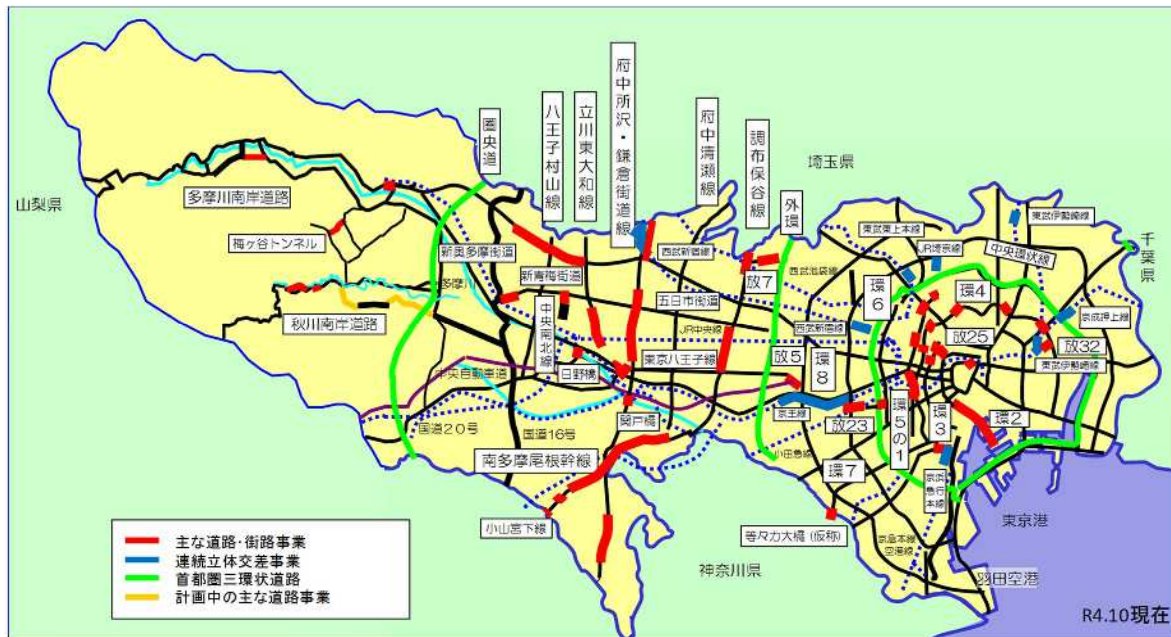 圏央道
八王子村山線
立川東大和線
府中所沢・鎌倉街道線
府中清瀬線
調布保谷線
外環
埼玉県
山梨県
千葉県
多摩川南岸道路
梅ヶ谷トンネル
新奥多摩街道
多摩川
新青梅街道
西武新宿線
五日市街道
放7
西武池袋線
東武東上本線
JR埼京線
中央環状線
東武伊勢崎線
環6
環4
京成押上線
秋川南岸道路
中央南北線
JR中央線
西武新宿線
放25
放32
東武伊勢崎線
中央自動車道
日野橋
東京八王子線
放5
環8
京王線
関戸橋
放23
環5の1
環3
環2
国道20号
国道16号
南多摩尾根幹線
小田急線
環7
京浜急行本線
小山宮下線
等々力大橋(仮称)
京急本線
空港線
東京港
神奈川県
羽田空港
主な道路・街路事業
連続立体交差事業
首都圏三環状道路
計画中の主な道路事業
R4.10現在